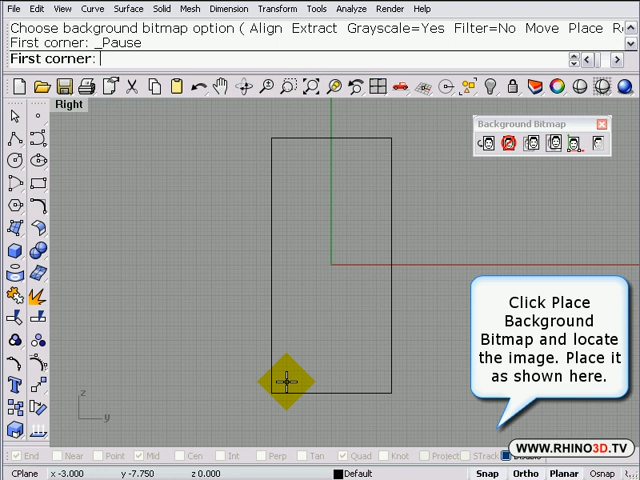 File Edit View Curve Surface Solid Mesh Dimension Transform Tools Analyze Render Help
Choose background bitmap option ( Align Extract Grayscale=Yes Filter=No Move Place Re
First corner: _Pause
First corner:
Right
Background Bitmap
Click Place
Background
Bitmap and locate
the image. Place it
as shown here.
z
y
WWW.RHINO3D.TV
End Near Point Mid Cen Int Perp Tan Quad Knot Project STrack Disable
CPlane x -3.000 y -7.750 z 0.000 Default Snap Ortho Planar Osnap